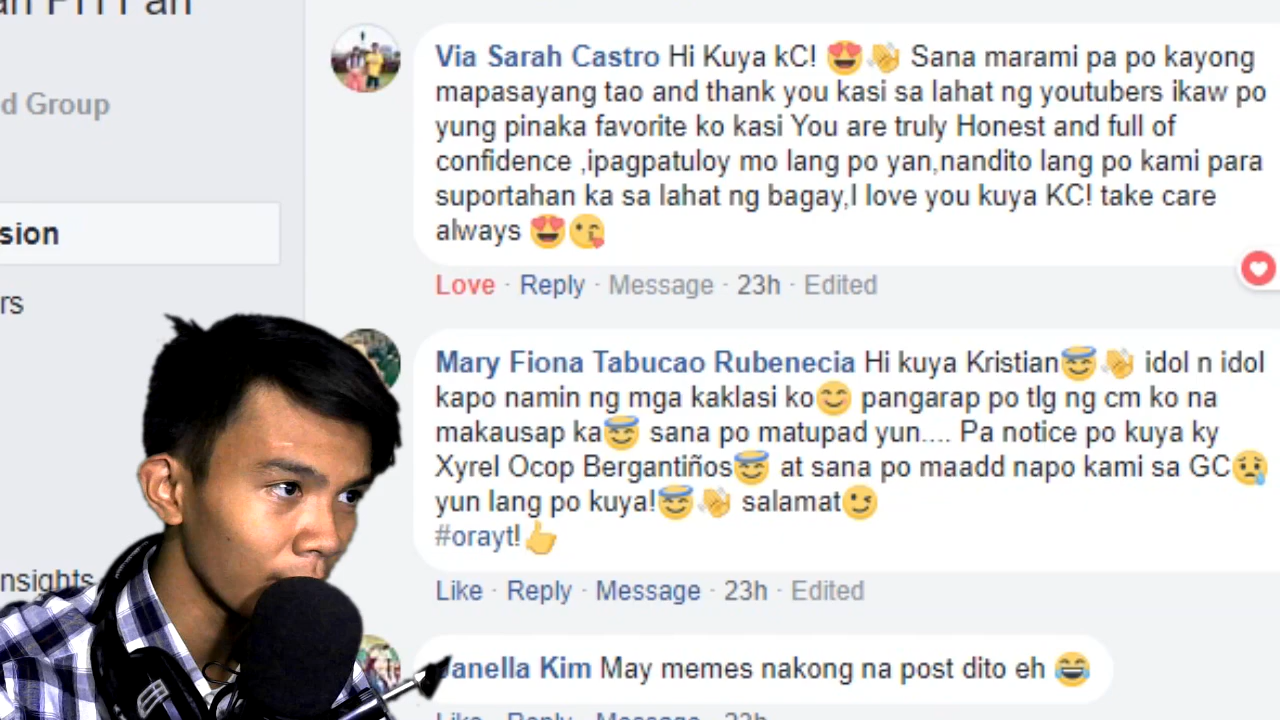 d Group
sion
rs
nsights
Via Sarah Castro Hi Kuya kC! 😍👋 Sana marami pa po kayong
mapasayang tao and thank you kasi sa lahat ng youtubers ikaw po
yung pinaka favorite ko kasi You are truly Honest and full of
confidence ,ipagpatuloy mo lang po yan,nandito lang po kami para
suportahan ka sa lahat ng bagay,I love you kuya KC! take care
always 😍😘
Love · Reply · Message · 23h · Edited
Mary Fiona Tabucao Rubenecia Hi kuya Kristian😇👋 idol n idol
kapo namin ng mga kaklasi ko😊 pangarap po tlg ng cm ko na
makausap ka😇 sana po matupad yun.... Pa notice po kuya ky
Xyrel Ocop Bergantiños😇 at sana po maadd napo kami sa GC😢
yun lang po kuya!😇👋 salamat😉
#orayt!👆
Like · Reply · Message · 23h · Edited
Janella Kim May memes nakong na post dito eh 😂
Like · Reply · Message · 23h